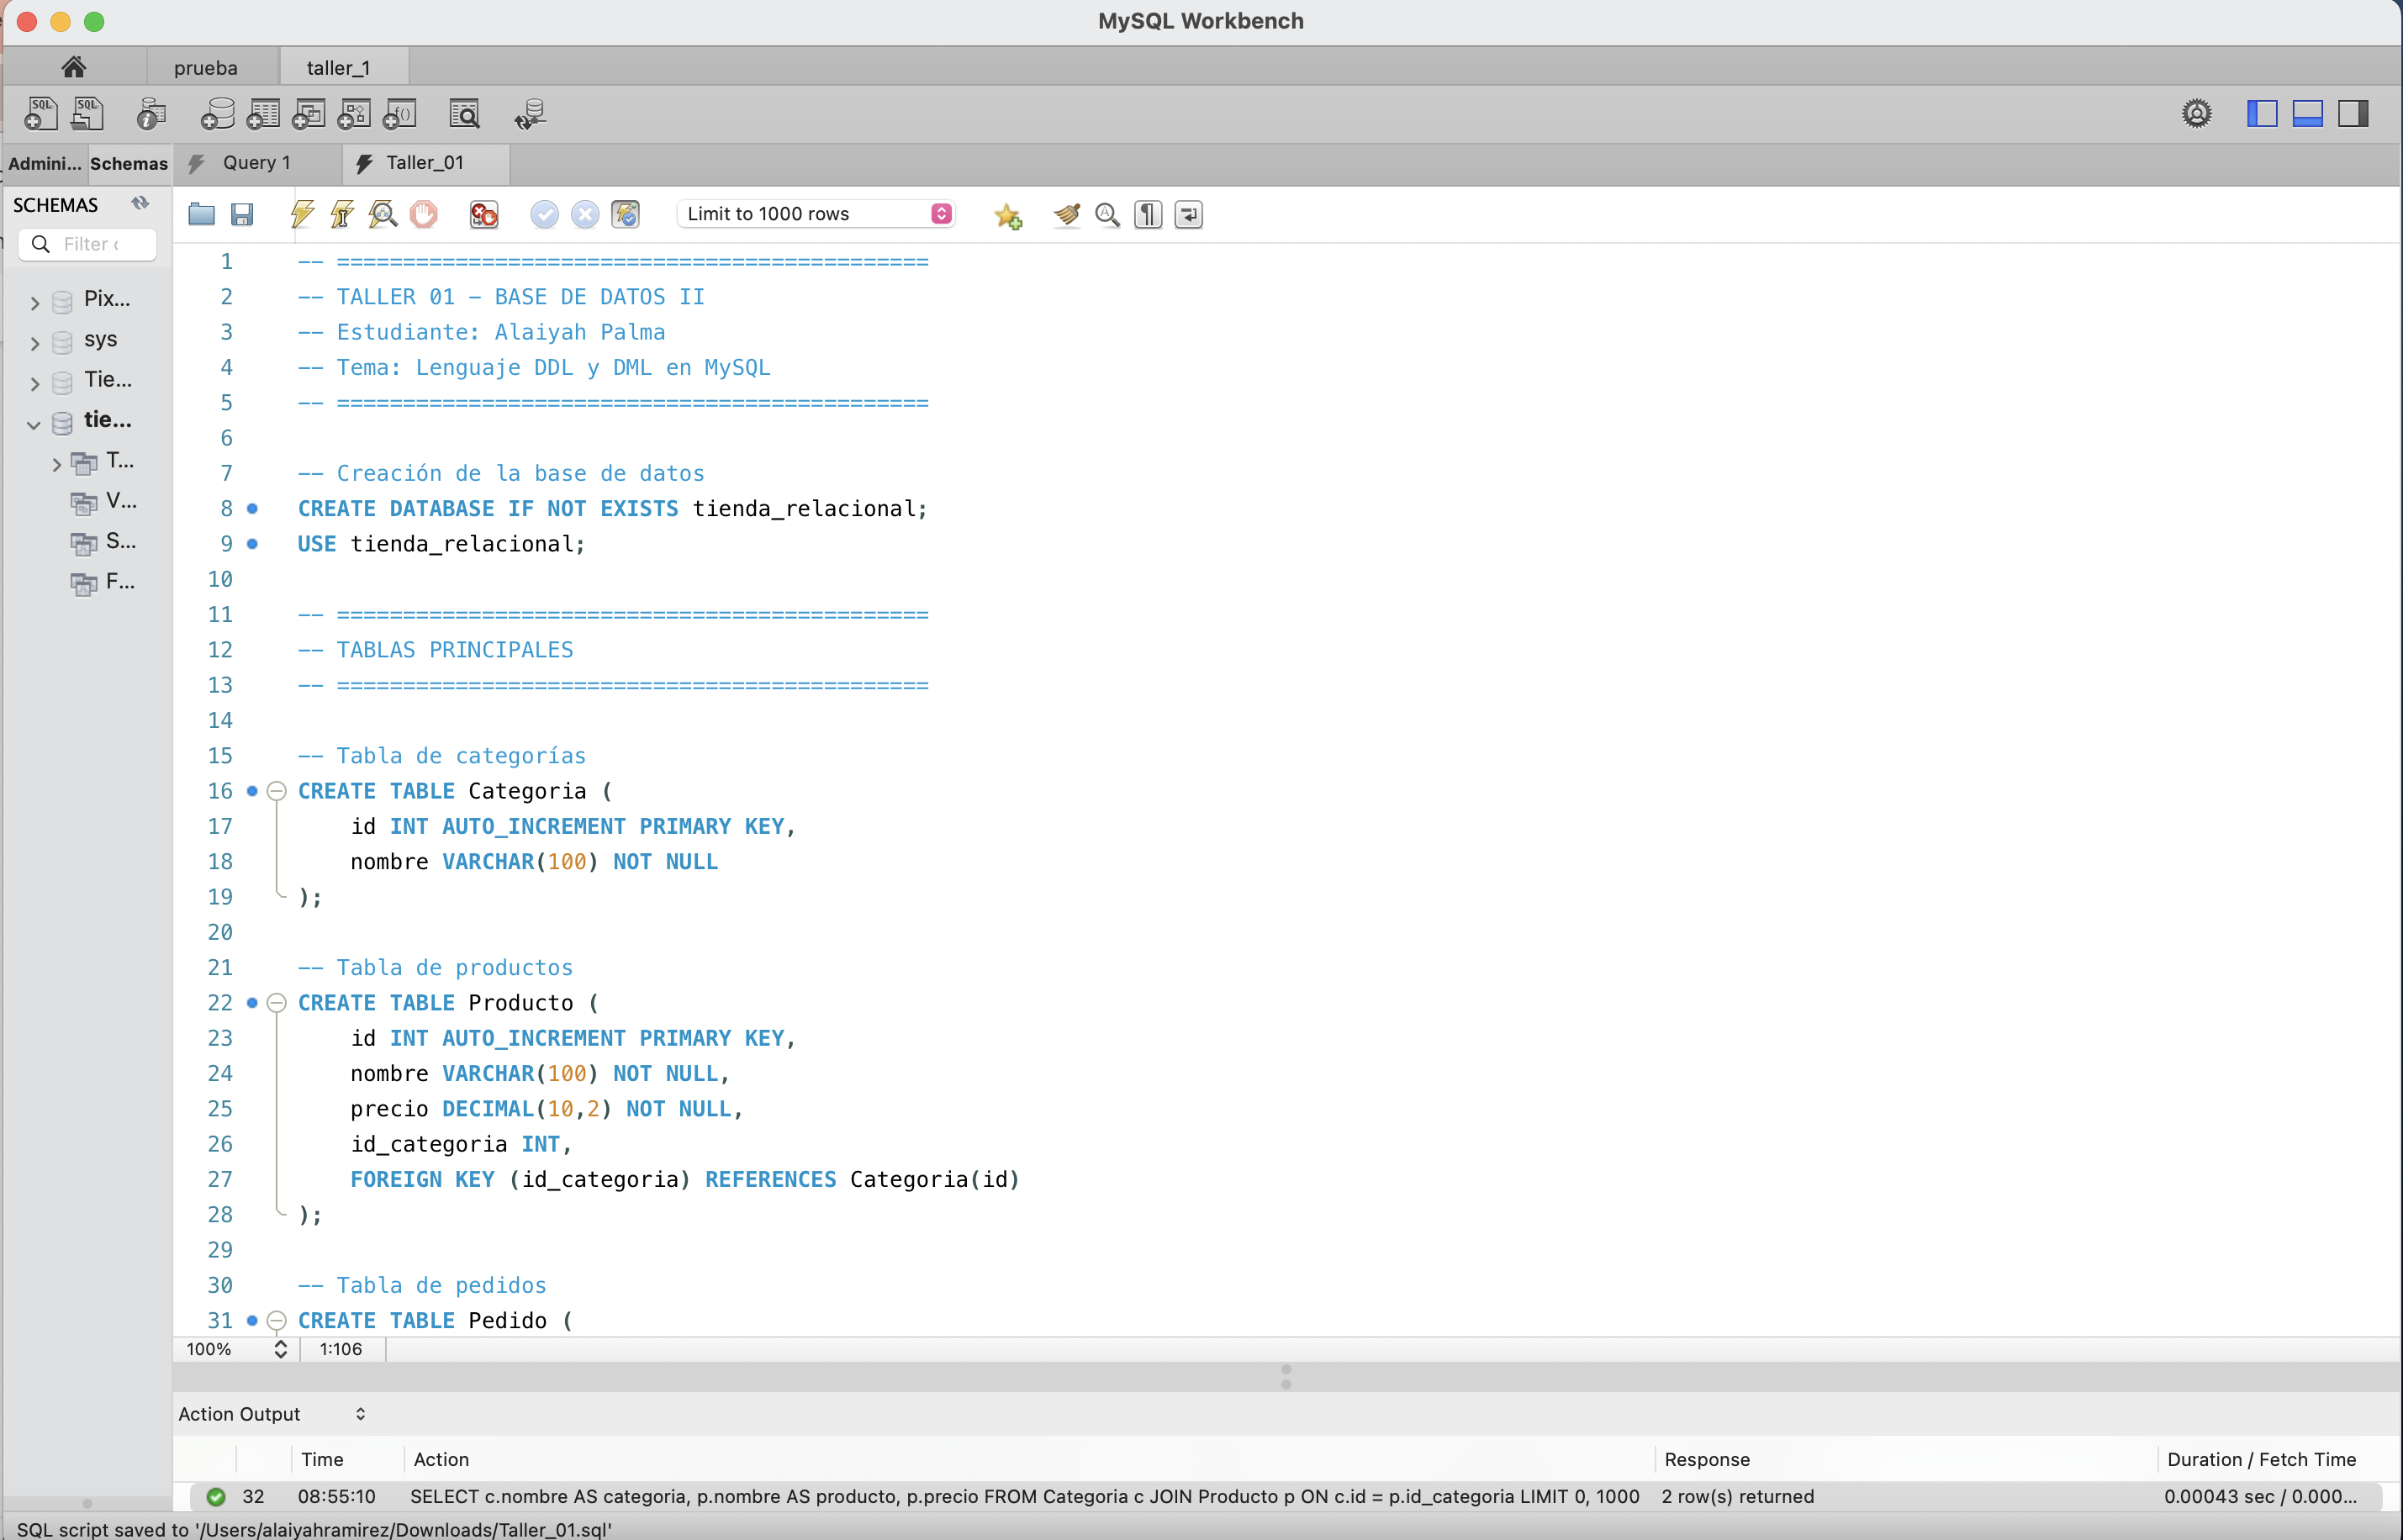 MySQL Workbench
prueba
taller_1
SQL
SQL
Admini...
Schemas
Query 1
Taller_01
SCHEMAS
Limit to 1000 rows
Filter
Pix...
sys
Tie...
tie...
T...
V...
S...
F...
1 -- =============================================
2 -- TALLER 01 – BASE DE DATOS II
3 -- Estudiante: Alaiyah Palma
4 -- Tema: Lenguaje DDL y DML en MySQL
5 -- =============================================
6
7 -- Creación de la base de datos
8 CREATE DATABASE IF NOT EXISTS tienda_relacional;
9 USE tienda_relacional;
10
11 -- =============================================
12 -- TABLAS PRINCIPALES
13 -- =============================================
14
15 -- Tabla de categorías
16 CREATE TABLE Categoria (
17 id INT AUTO_INCREMENT PRIMARY KEY,
18 nombre VARCHAR(100) NOT NULL
19 );
20
21 -- Tabla de productos
22 CREATE TABLE Producto (
23 id INT AUTO_INCREMENT PRIMARY KEY,
24 nombre VARCHAR(100) NOT NULL,
25 precio DECIMAL(10,2) NOT NULL,
26 id_categoria INT,
27 FOREIGN KEY (id_categoria) REFERENCES Categoria(id)
28 );
29
30 -- Tabla de pedidos
31 CREATE TABLE Pedido (
100% 1:106
Action Output
Time Action Response Duration / Fetch Time
32 08:55:10 SELECT c.nombre AS categoria, p.nombre AS producto, p.precio FROM Categoria c JOIN Producto p ON c.id = p.id_categoria LIMIT 0, 1000 2 row(s) returned 0.00043 sec / 0.000...
SQL script saved to '/Users/alaiyahramirez/Downloads/Taller_01.sql'